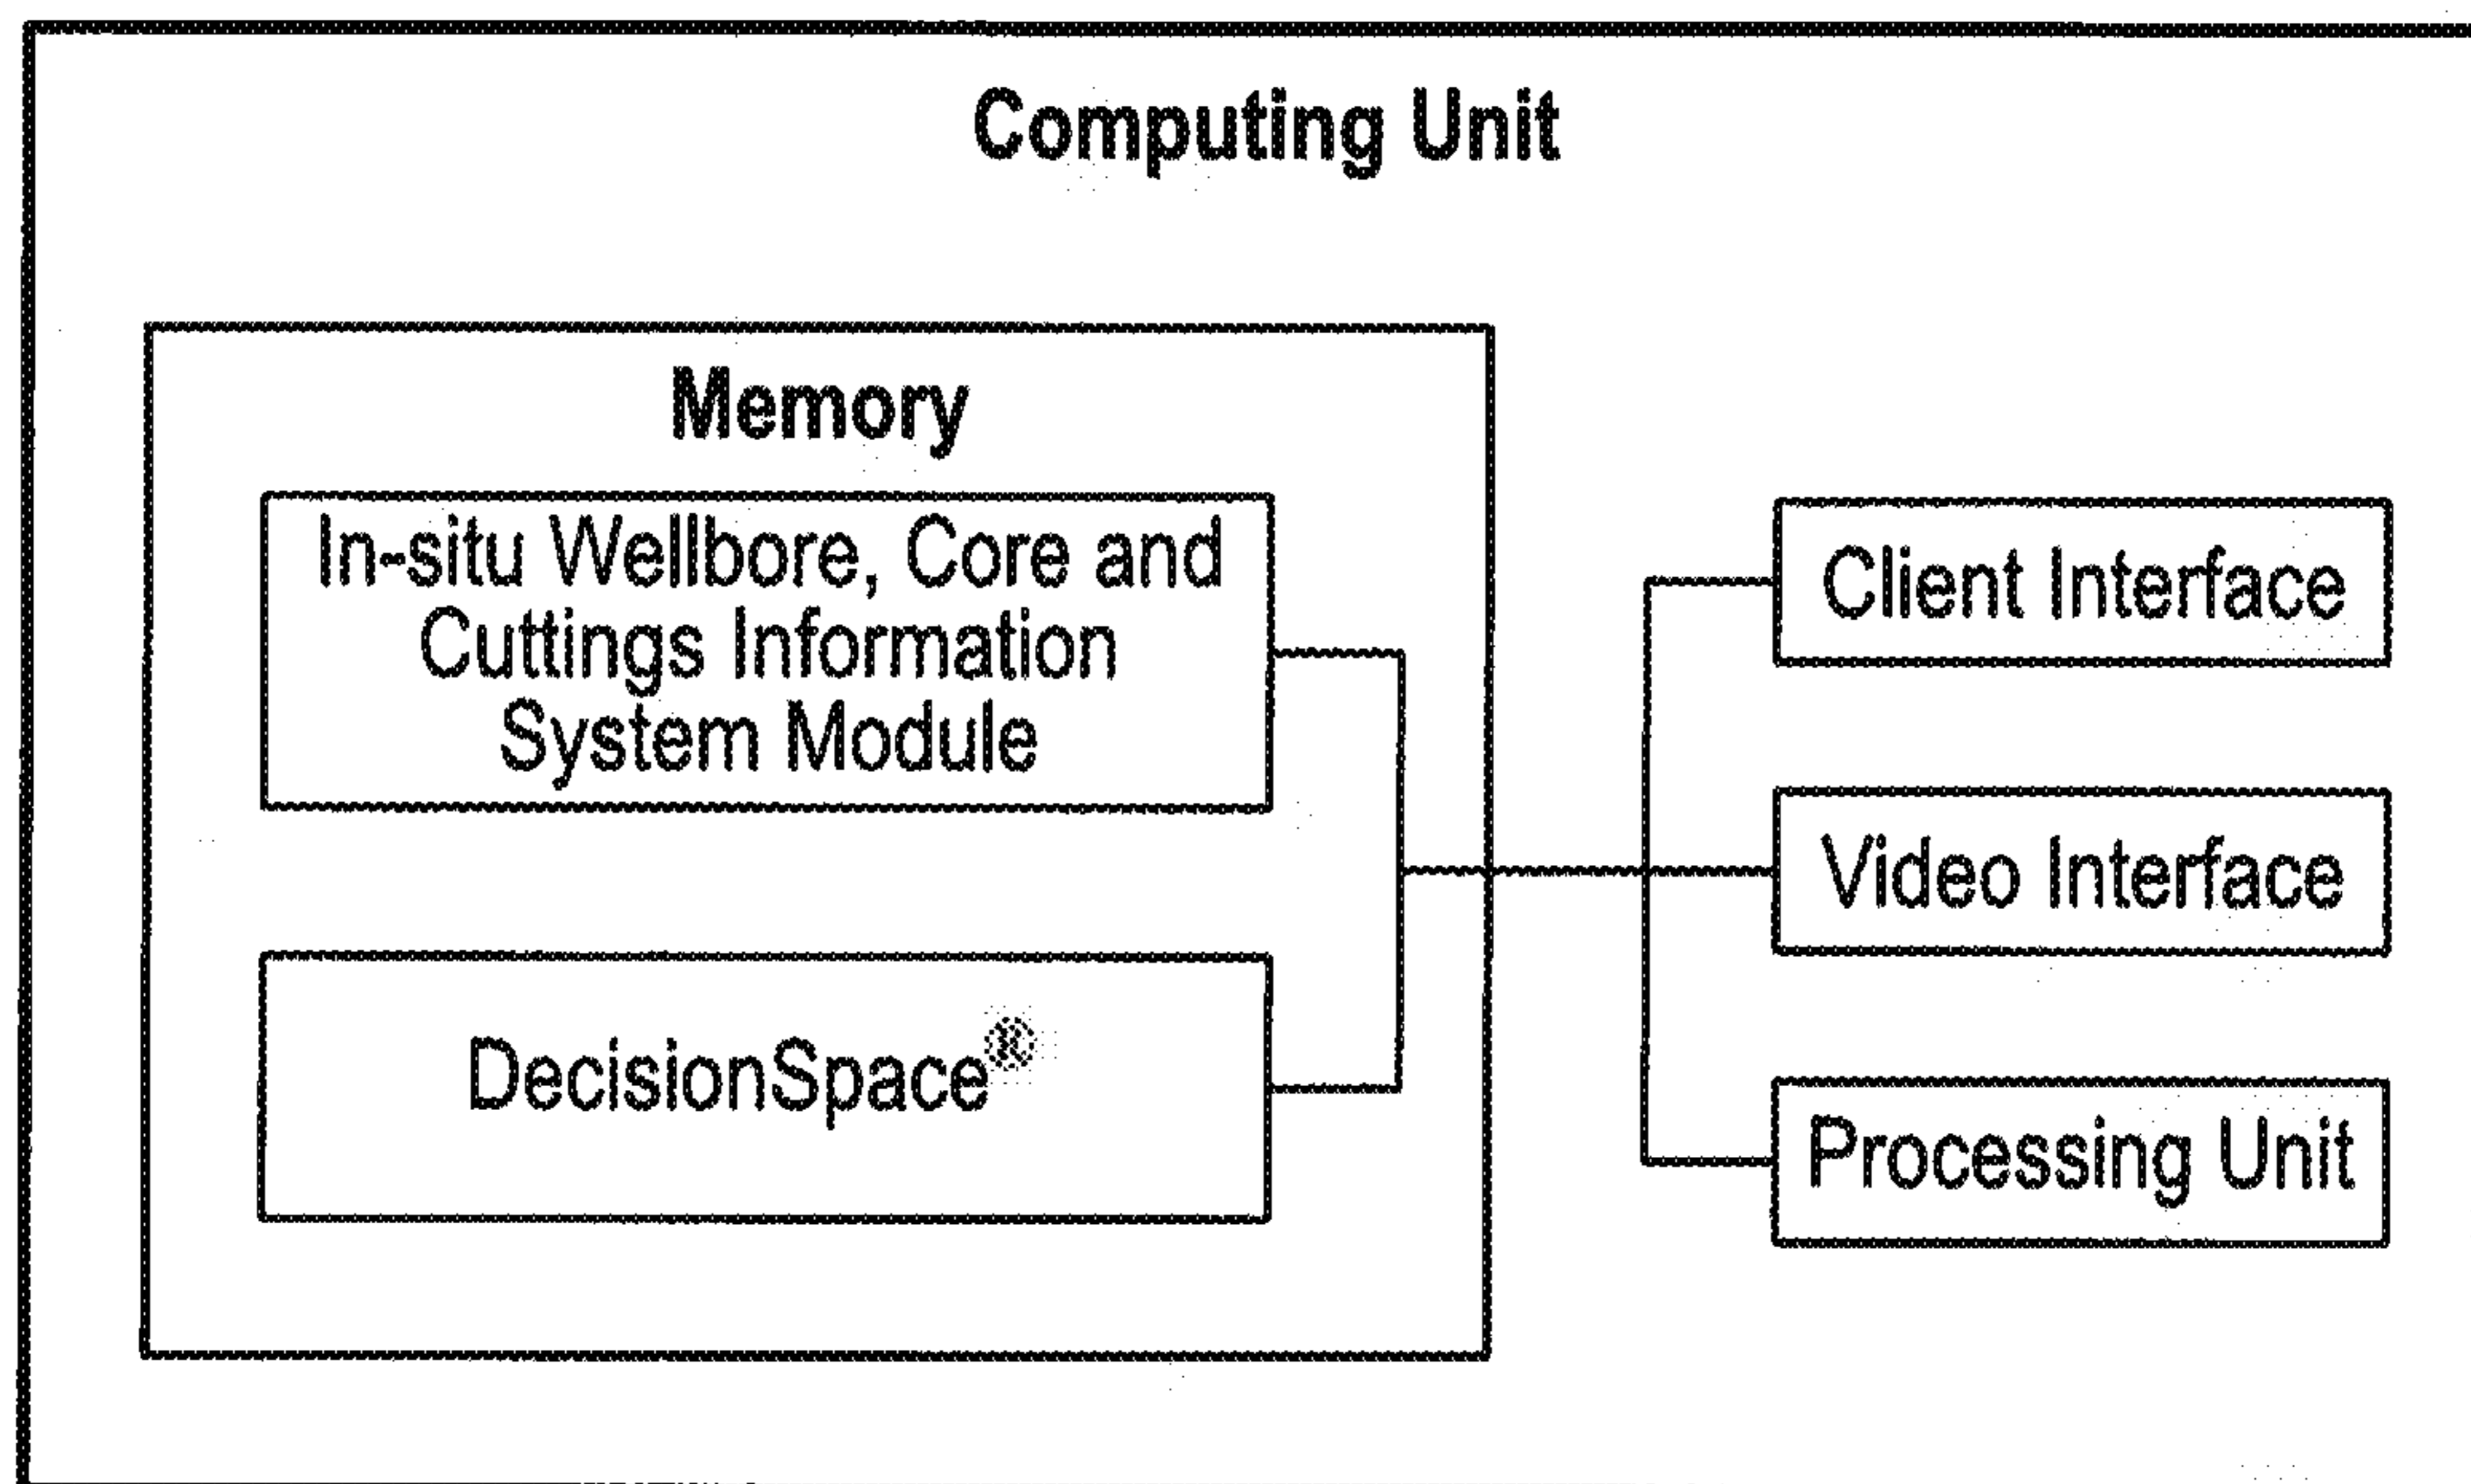 Computing Unit
Memory
In-situ Wellbore, Core and
Cuttings Information
System Module
DecisionSpace®
Client Interface
Video Interface
Processing Unit